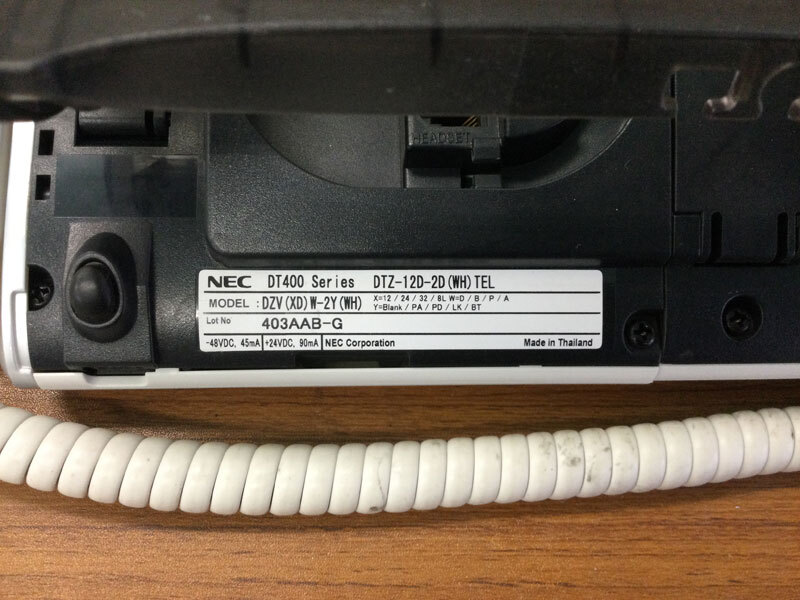 HEADSET
NEC DT400 Series DTZ-12D-2D(WH)TEL
MODEL : DZV(XD)W-2Y(WH) X=12 / 24 / 32 / 8L W=D / B / P / A
Y=Blank / PA / PD / LK / BT
Lot No 403AAB-G
-48VDC, 45mA +24VDC, 90mA NEC Corporation Made in Thailand